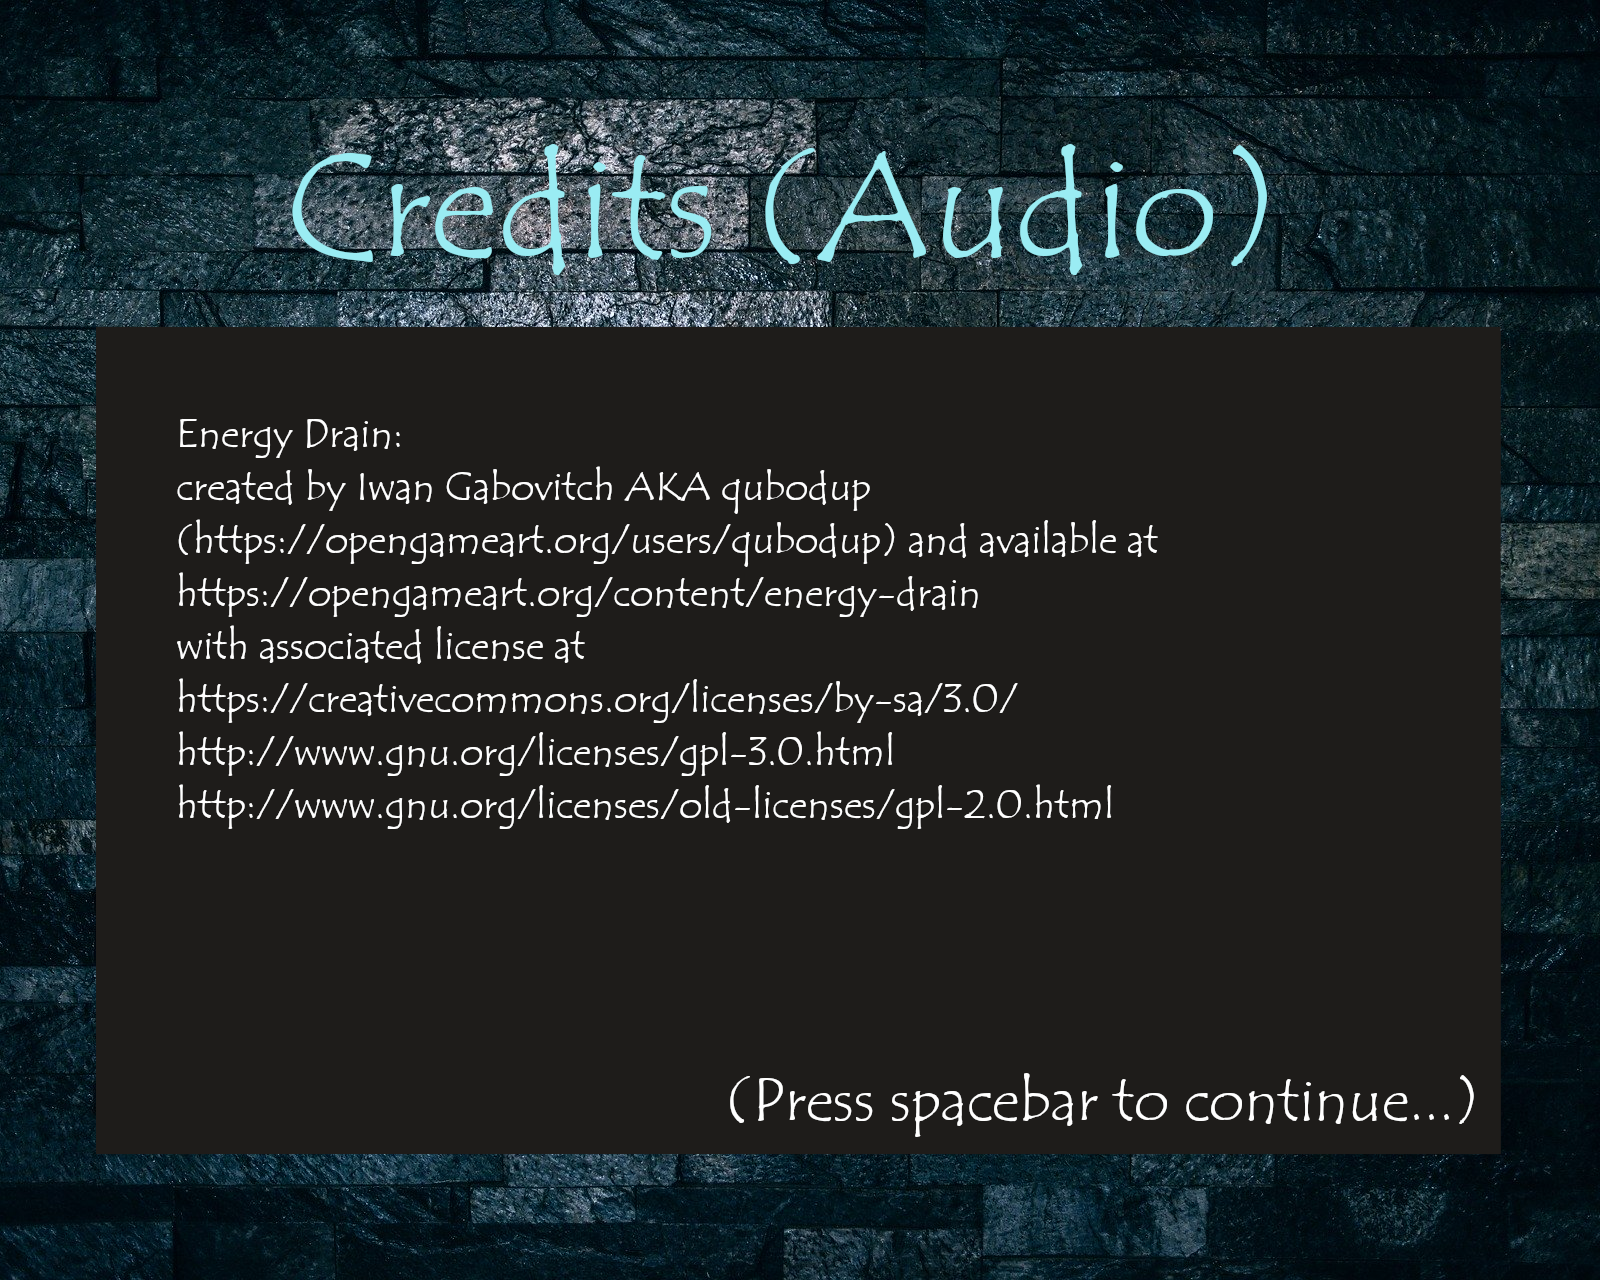 Credits (Audio)
Energy Drain:
created by Iwan Gabovitch AKA qubodup
(https://opengameart.org/users/qubodup) and available at
https://opengameart.org/content/energy-drain
with associated license at
https://creativecommons.org/licenses/by-sa/3.0/
http://www.gnu.org/licenses/gpl-3.0.html
http://www.gnu.org/licenses/old-licenses/gpl-2.0.html
(Press spacebar to continue...)